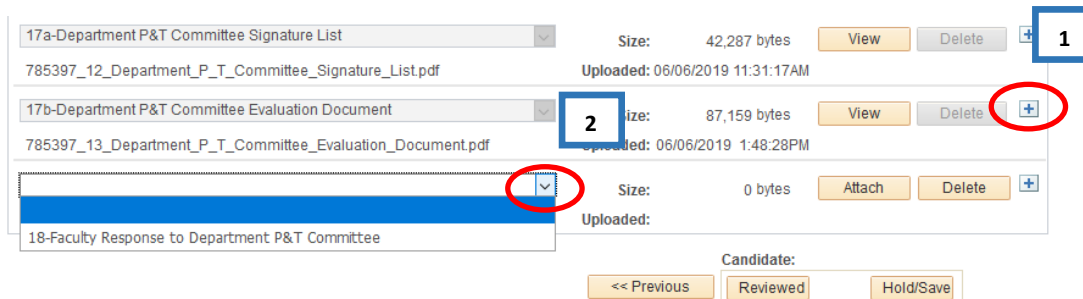 17a-Department P&T Committee Signature List Size: 42,287 bytes View Delete + 1
785397_12_Department_P_T_Committee_Signature_List.pdf Uploaded: 06/06/2019 11:31:17AM
17b-Department P&T Committee Evaluation Document 2 Size: 87,159 bytes View Delete +
785397_13_Department_P_T_Committee_Evaluation_Document.pdf Uploaded: 06/06/2019 1:48:28PM
Size: 0 bytes Attach Delete +
Uploaded:
18-Faculty Response to Department P&T Committee
Candidate:
<< Previous Reviewed Hold/Save